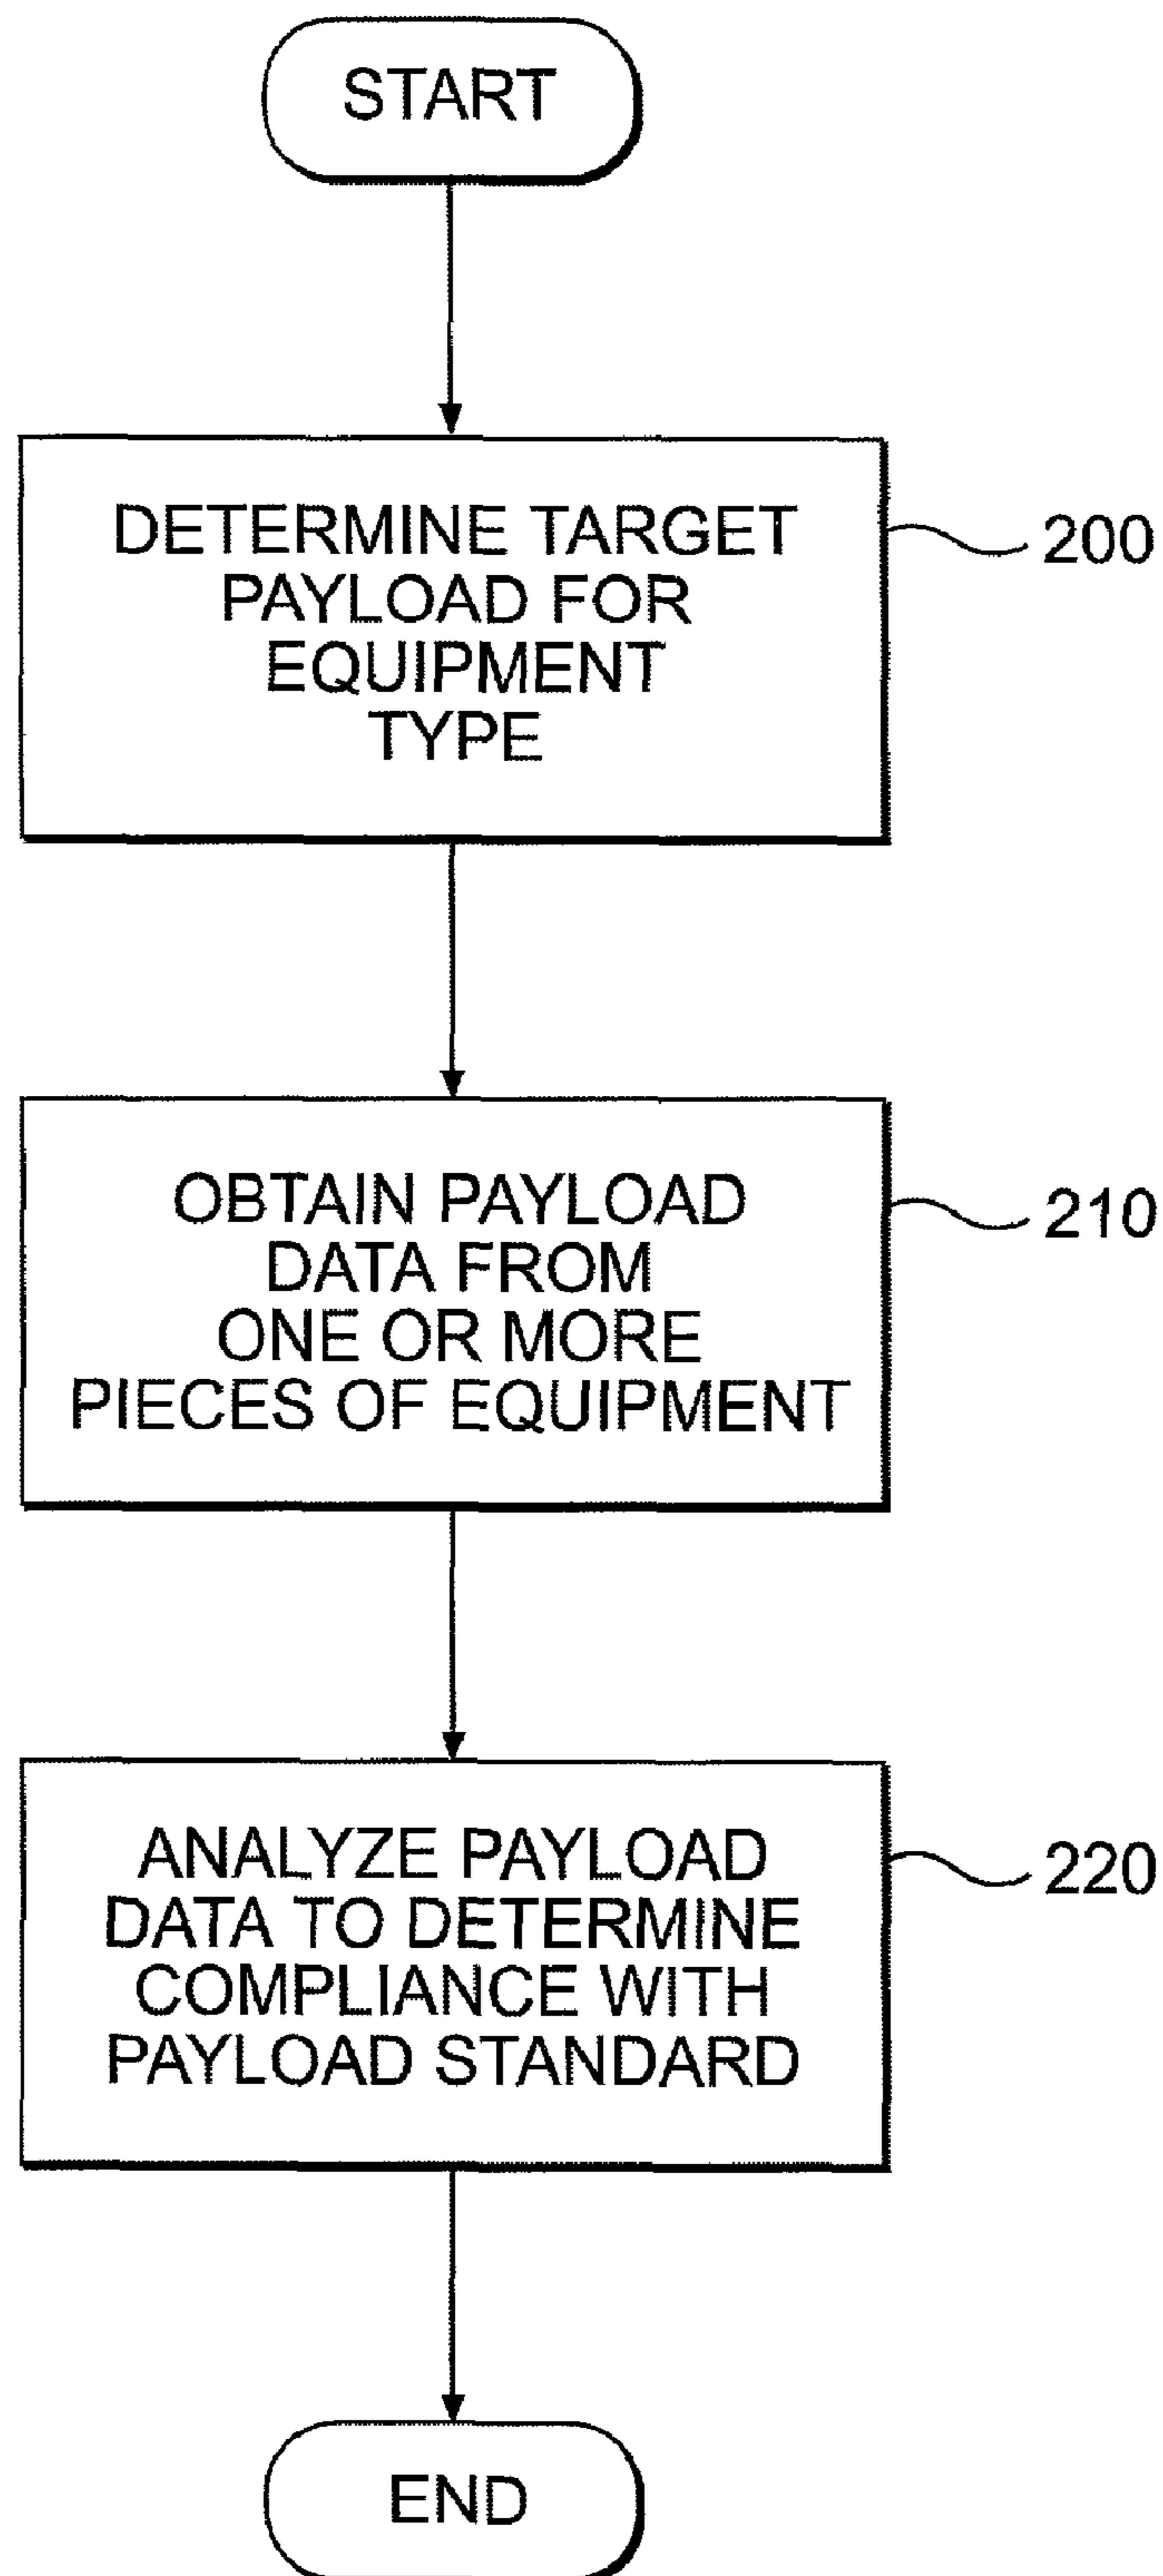 START
DETERMINE TARGET
PAYLOAD FOR
EQUIPMENT
TYPE
200
OBTAIN PAYLOAD
DATA FROM
ONE OR MORE
PIECES OF EQUIPMENT
210
ANALYZE PAYLOAD
DATA TO DETERMINE
COMPLIANCE WITH
PAYLOAD STANDARD
220
END